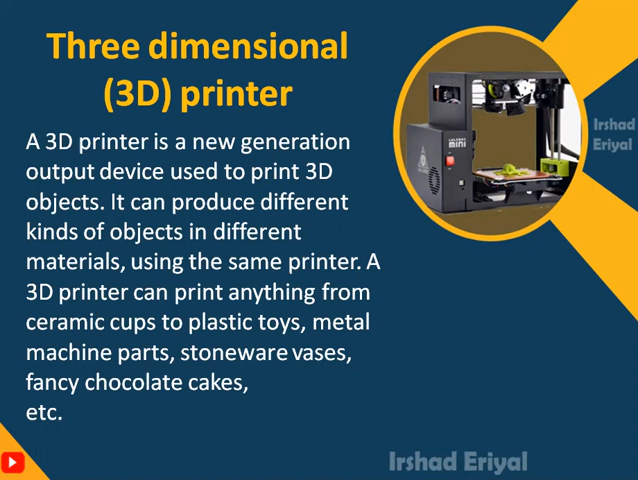 Three dimensional
(3D) printer
A 3D printer is a new generation
output device used to print 3D
objects. It can produce different
kinds of objects in different
materials, using the same printer. A
3D printer can print anything from
ceramic cups to plastic toys, metal
machine parts, stoneware vases,
fancy chocolate cakes,
etc.
mini
Irshad
Eriyal
Irshad Eriyal